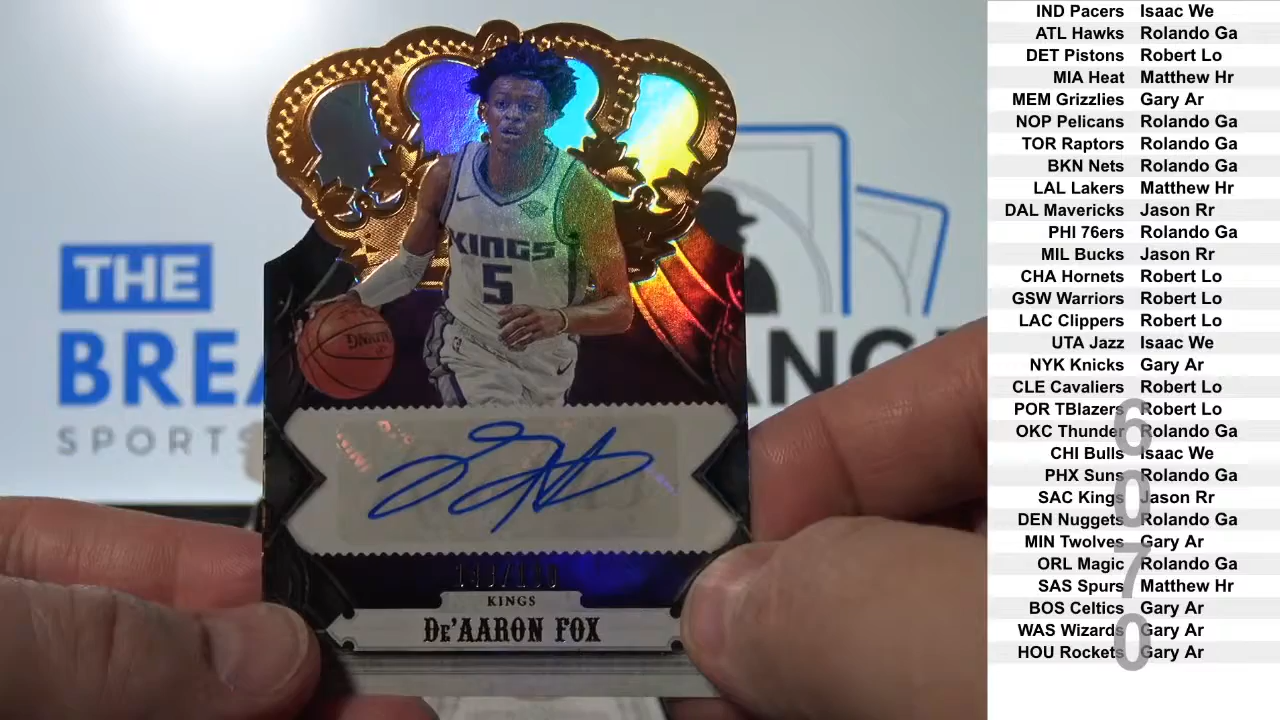 THE
BREA
ANC
SPORTS
KINGS
5
KINGS
De'AARON FOX
IND Pacers Isaac We
ATL Hawks Rolando Ga
DET Pistons Robert Lo
MIA Heat Matthew Hr
MEM Grizzlies Gary Ar
NOP Pelicans Rolando Ga
TOR Raptors Rolando Ga
BKN Nets Rolando Ga
LAL Lakers Matthew Hr
DAL Mavericks Jason Rr
PHI 76ers Rolando Ga
MIL Bucks Jason Rr
CHA Hornets Robert Lo
GSW Warriors Robert Lo
LAC Clippers Robert Lo
UTA Jazz Isaac We
NYK Knicks Gary Ar
CLE Cavaliers Robert Lo
POR TBlazers Robert Lo
OKC Thunder Rolando Ga
CHI Bulls Isaac We
PHX Suns Rolando Ga
SAC Kings Jason Rr
DEN Nuggets Rolando Ga
MIN Twolves Gary Ar
ORL Magic Rolando Ga
SAS Spurs Matthew Hr
BOS Celtics Gary Ar
WAS Wizards Gary Ar
HOU Rockets Gary Ar
6070